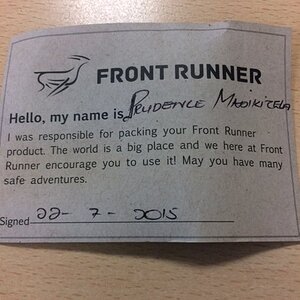 FRONT RUNNER
Hello, my name is Prudence Madikizela
I was responsible for packing your Front Runner
product. The world is a big place and we here at Front
Runner encourage you to use it! May you have many
safe adventures.
Signed 22-7-2015